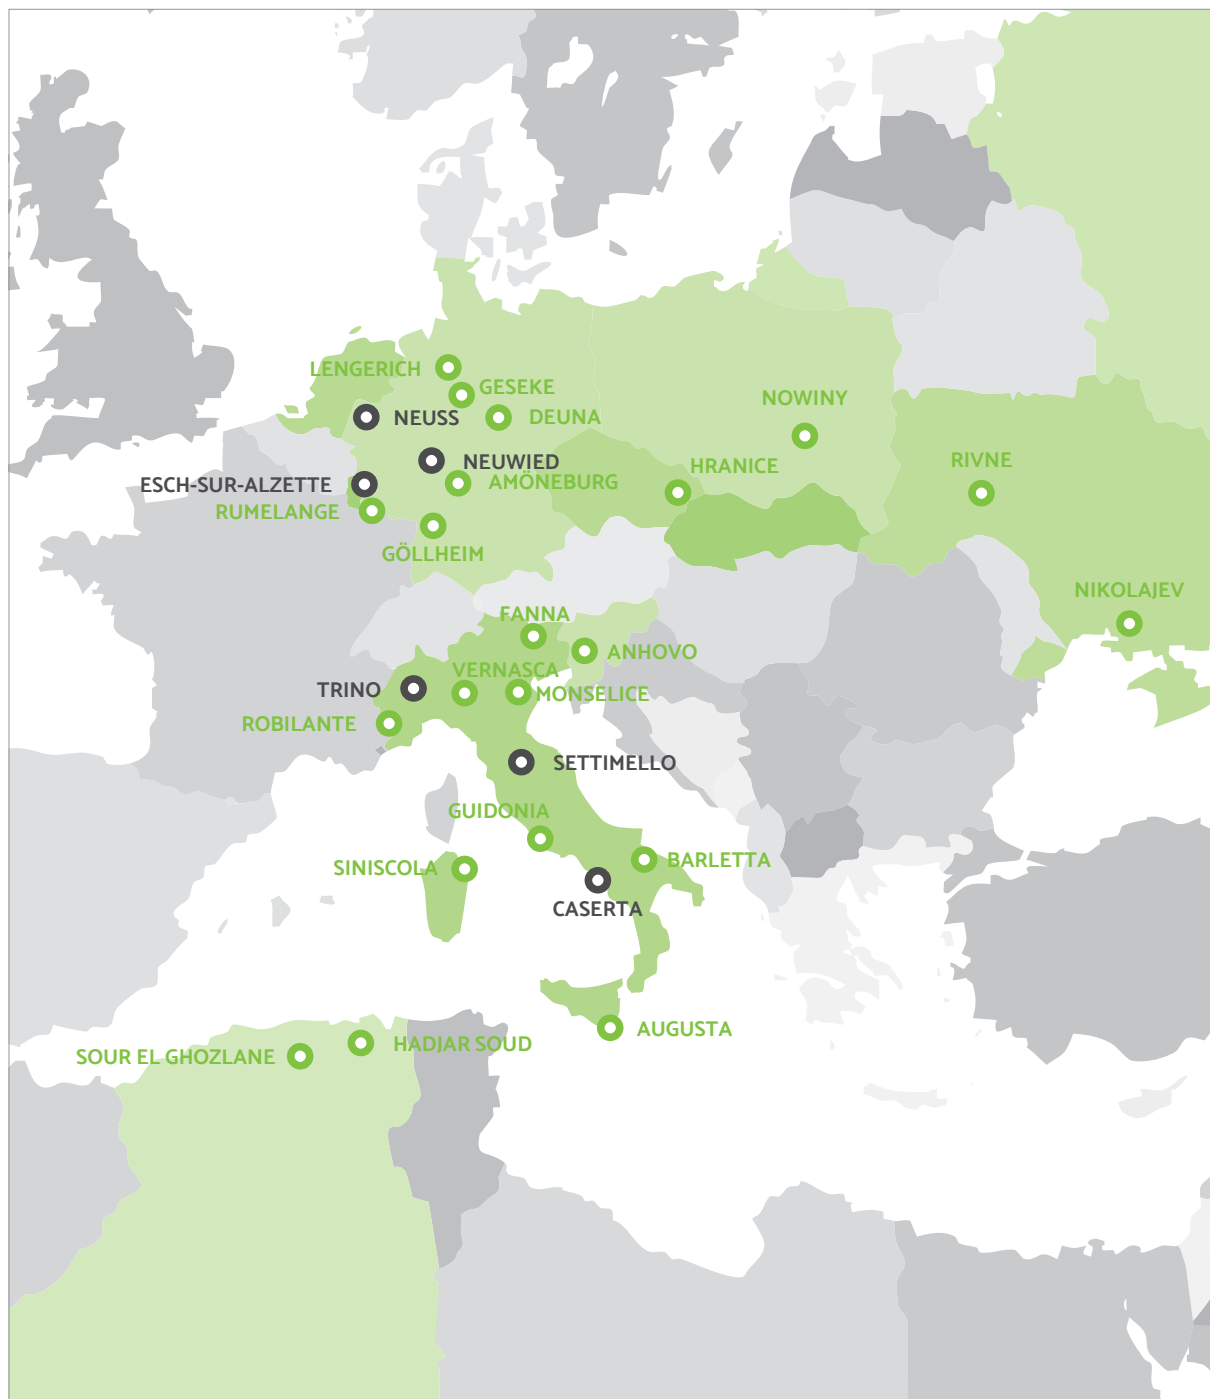 LENGERICH
GESEKE
NOWINY
NEUSS
DEUNA
RIVNE
NEUWIED
HRANICE
ESCH-SUR-ALZETTE
AMÖNEBURG
RUMELANGE
GÖLLHEIM
NIKOLAJEV
FANNA
ANHOVO
VERNASCA
TRINO
MONSELICE
ROBILANTE
SETTIMELLO
GUIDONIA
SINISCOLA
BARLETTA
CASERTA
AUGUSTA
HADJAR SOUD
SOUR EL GHOZLANE